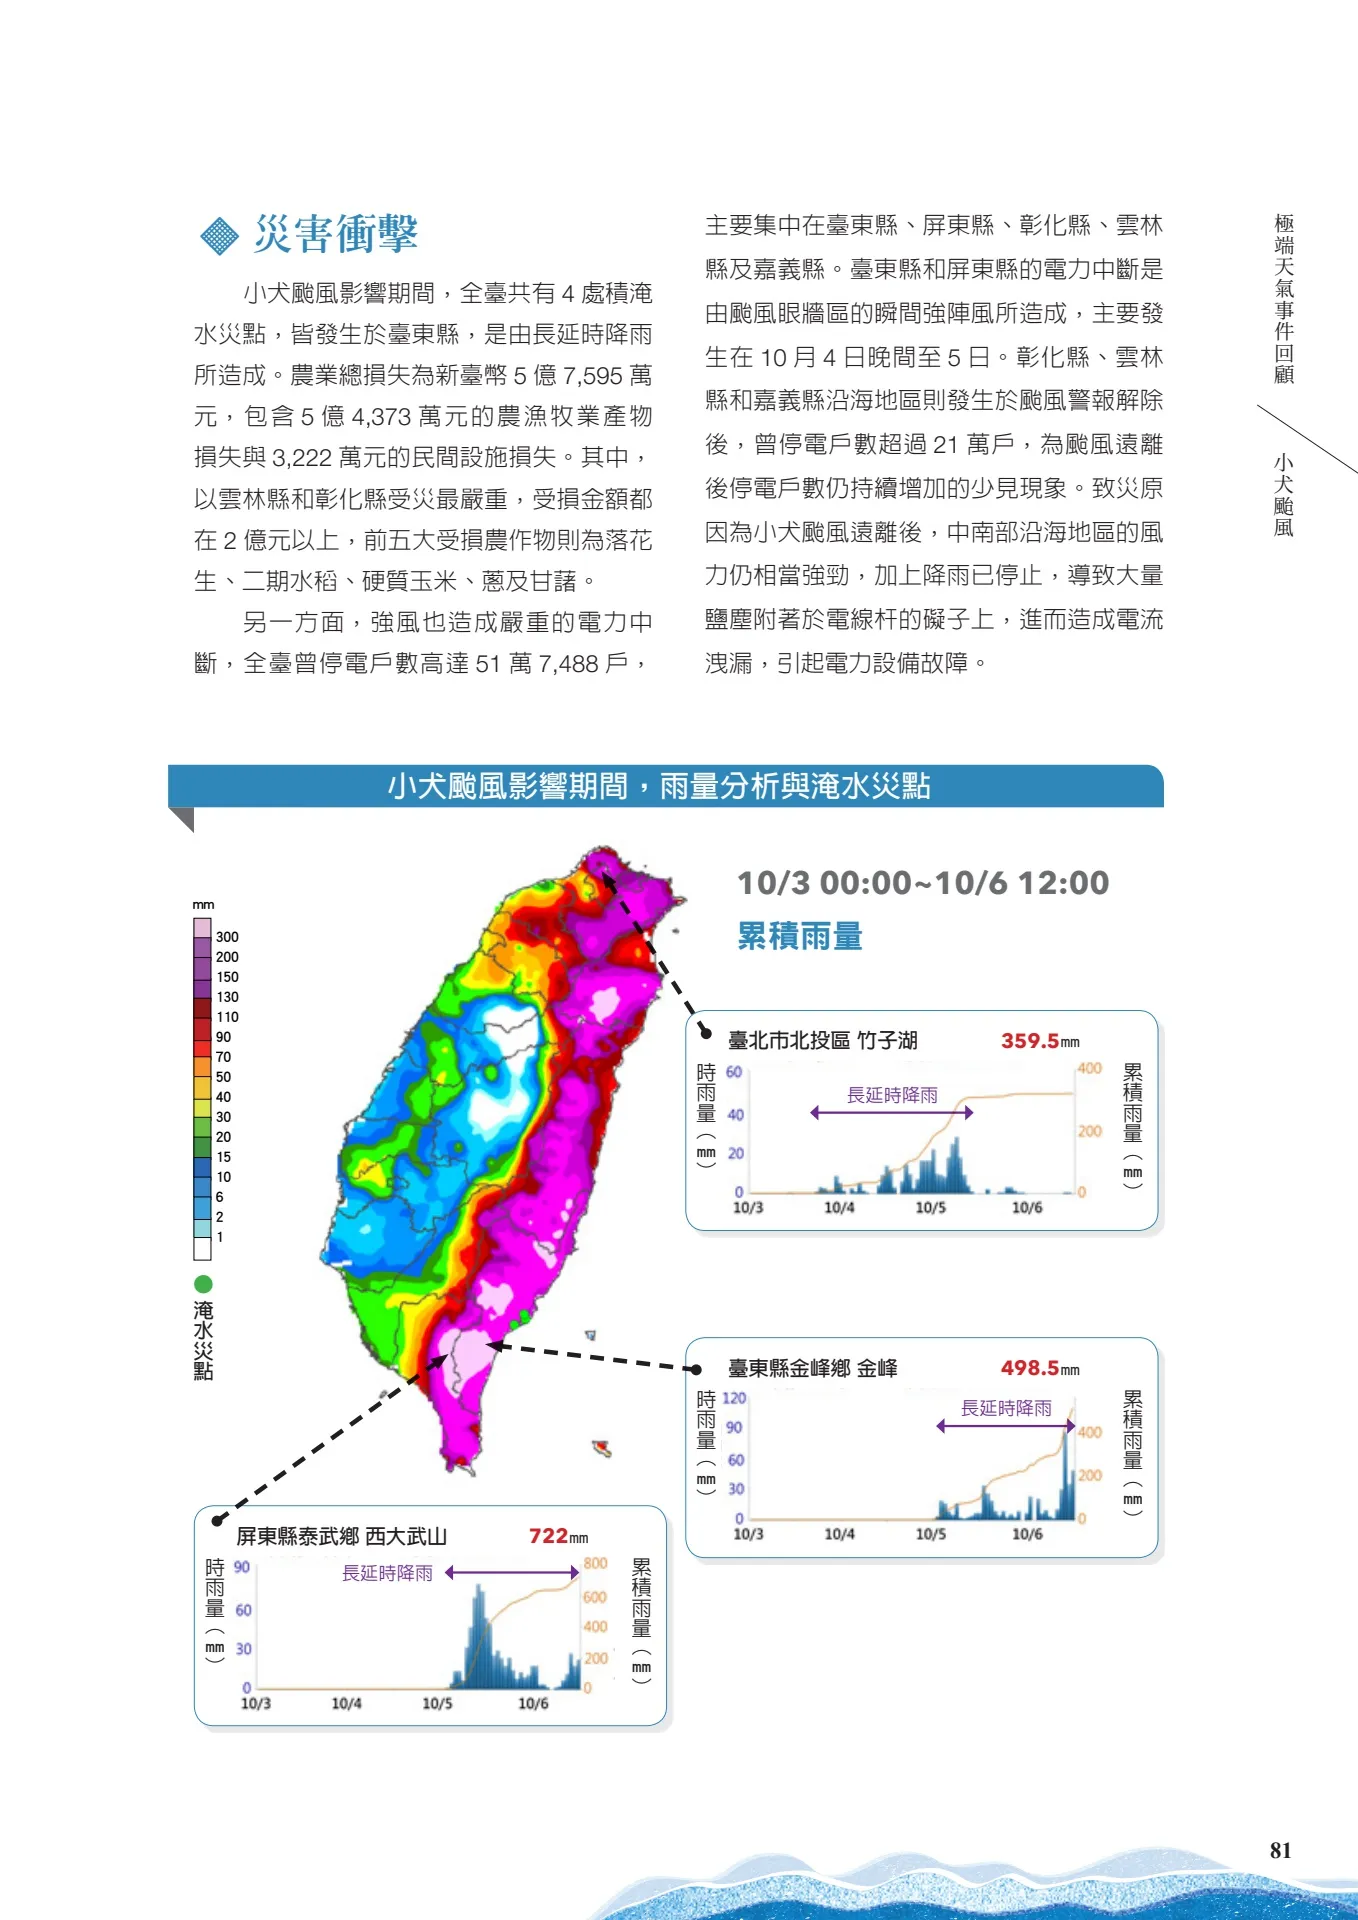 災害衝擊
小犬颱風影響期間，全臺共有 4 處積淹
水災點，皆發生於臺東縣，是由長延時降雨
所造成。農業總損失為新臺幣 5 億 7,595 萬
元，包含 5 億 4,373 萬元的農漁牧業產物
損失與 3,222 萬元的民間設施損失。其中，
以雲林縣和彰化縣受災最嚴重，受損金額都
在 2 億元以上，前五大受損農作物則為落花
生、二期水稻、硬質玉米、蔥及甘藷。
另一方面，強風也造成嚴重的電力中
斷，全臺曾停電戶數高達 51 萬 7,488 戶，
主要集中在臺東縣、屏東縣、彰化縣、雲林
縣及嘉義縣。臺東縣和屏東縣的電力中斷是
由颱風眼牆區的瞬間強陣風所造成，主要發
生在 10 月 4 日晚間至 5 日。彰化縣、雲林
縣和嘉義縣沿海地區則發生於颱風警報解除
後，曾停電戶數超過 21 萬戶，為颱風遠離
後停電戶數仍持續增加的少見現象。致災原
因為小犬颱風遠離後，中南部沿海地區的風
力仍相當強勁，加上降雨已停止，導致大量
鹽塵附著於電線杆的礙子上，進而造成電流
洩漏，引起電力設備故障。
極端天氣事件回顧
小犬颱風
小犬颱風影響期間，雨量分析與淹水災點
10/3 00:00~10/6 12:00
累積雨量
mm
300
200
150
130
110
90
70
50
40
30
20
15
10
6
2
1
淹水災點
臺北市北投區 竹子湖 359.5mm
時雨量（mm）
60
40
20
0
長延時降雨
400
200
0
累積雨量（mm）
10/3 10/4 10/5 10/6
臺東縣金峰鄉 金峰 498.5mm
時雨量（mm）
120
90
60
30
0
長延時降雨
400
200
0
累積雨量（mm）
10/3 10/4 10/5 10/6
屏東縣泰武鄉 西大武山 722mm
時雨量（mm）
90
60
30
0
長延時降雨
800
600
400
200
0
累積雨量（mm）
10/3 10/4 10/5 10/6
81